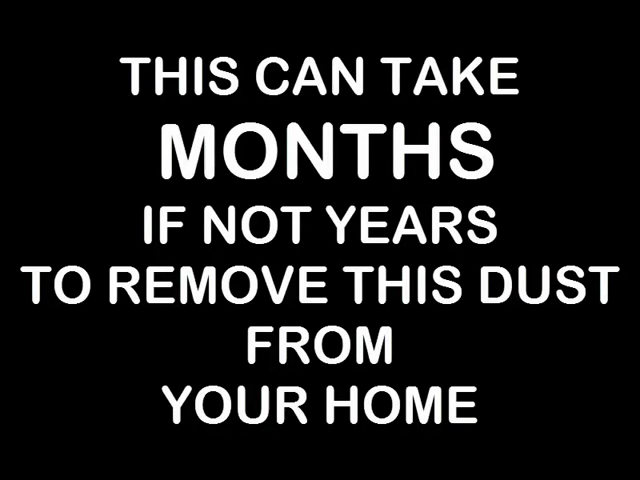 THIS CAN TAKE
MONTHS
IF NOT YEARS
TO REMOVE THIS DUST
FROM
YOUR HOME